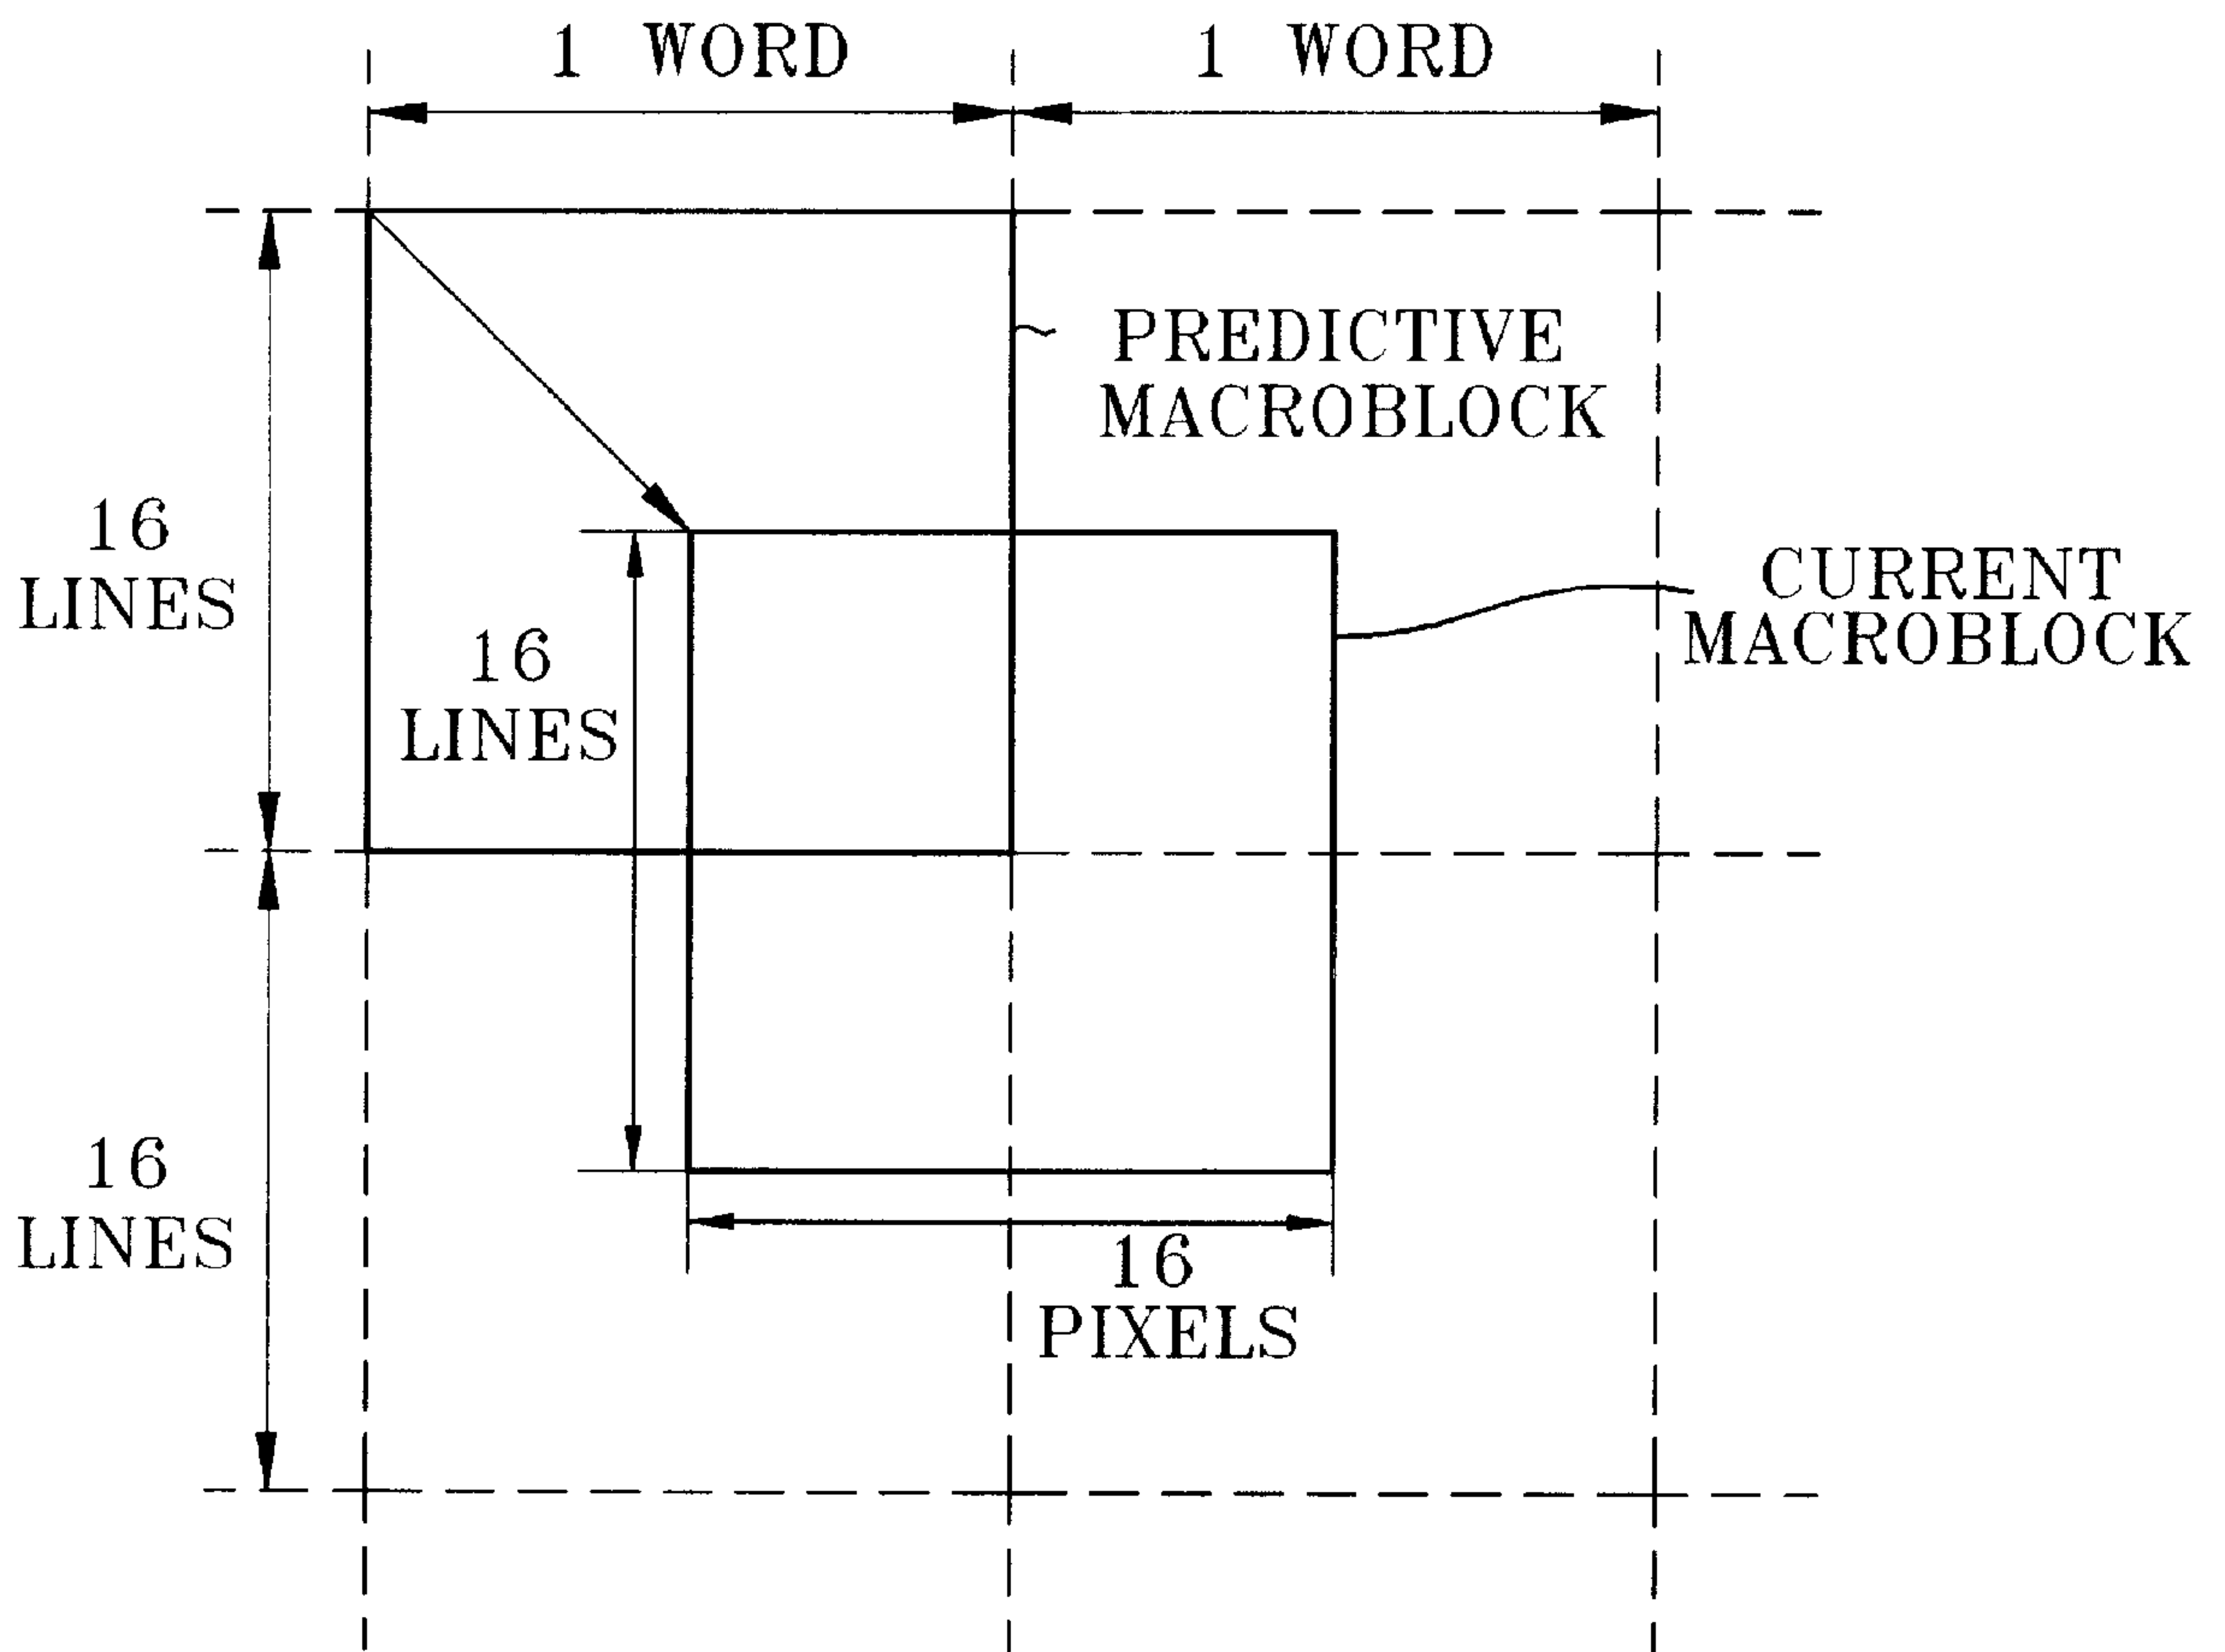 1 WORD
1 WORD
PREDICTIVE
MACROBLOCK
16
LINES
CURRENT
MACROBLOCK
16
LINES
16
LINES
16
PIXELS